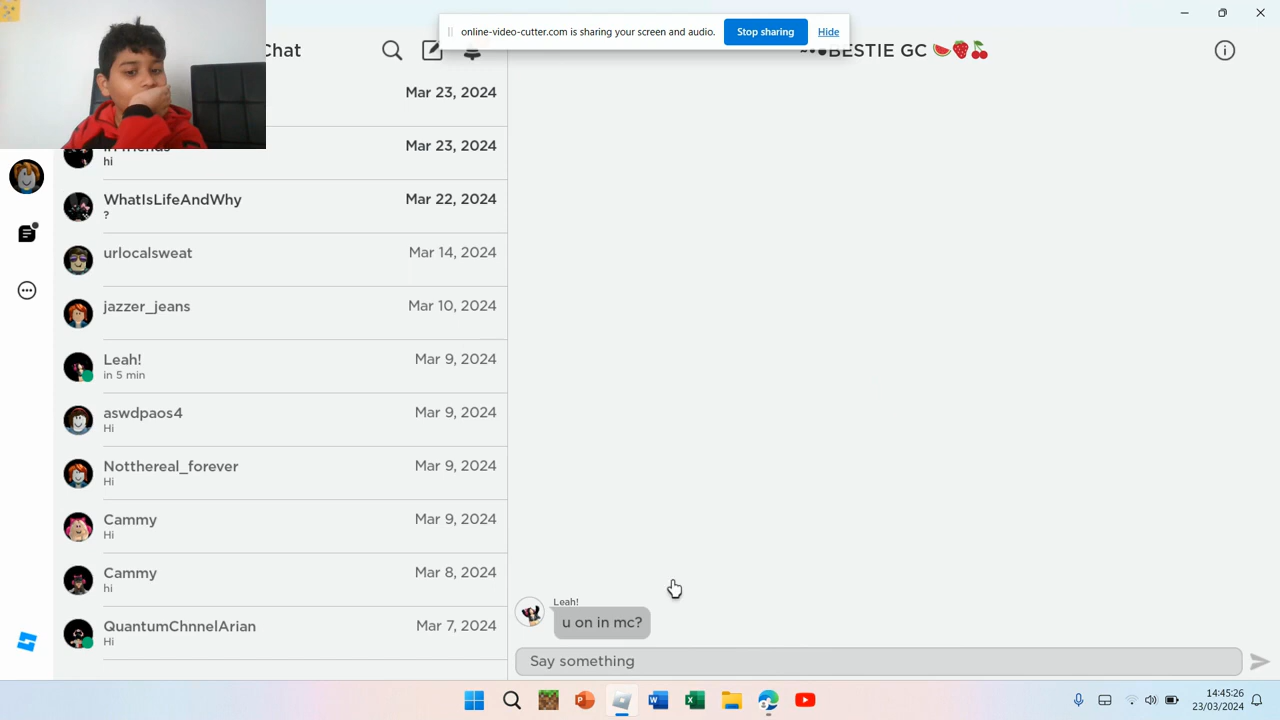 online-video-cutter.com is sharing your screen and audio.
Stop sharing
Hide
Chat
BESTIE GC 🍉🍓🍒
Mar 23, 2024
Mar 23, 2024
hi
WhatIsLifeAndWhy
Mar 22, 2024
?
urlocalsweat
Mar 14, 2024
jazzer_jeans
Mar 10, 2024
Leah!
Mar 9, 2024
in 5 min
aswdpaos4
Mar 9, 2024
Hi
Notthereal_forever
Mar 9, 2024
Hi
Cammy
Mar 9, 2024
Hi
Cammy
Mar 8, 2024
hi
QuantumChnnelArian
Mar 7, 2024
Hi
Leah!
u on in mc?
Say something
14:45:26
23/03/2024